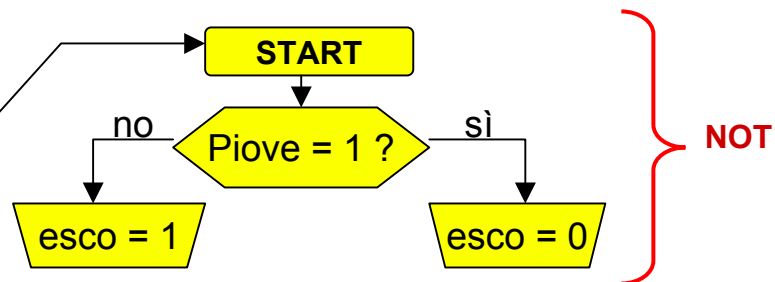 START
no
Piove = 1 ?
sì
NOT
esco = 1
esco = 0